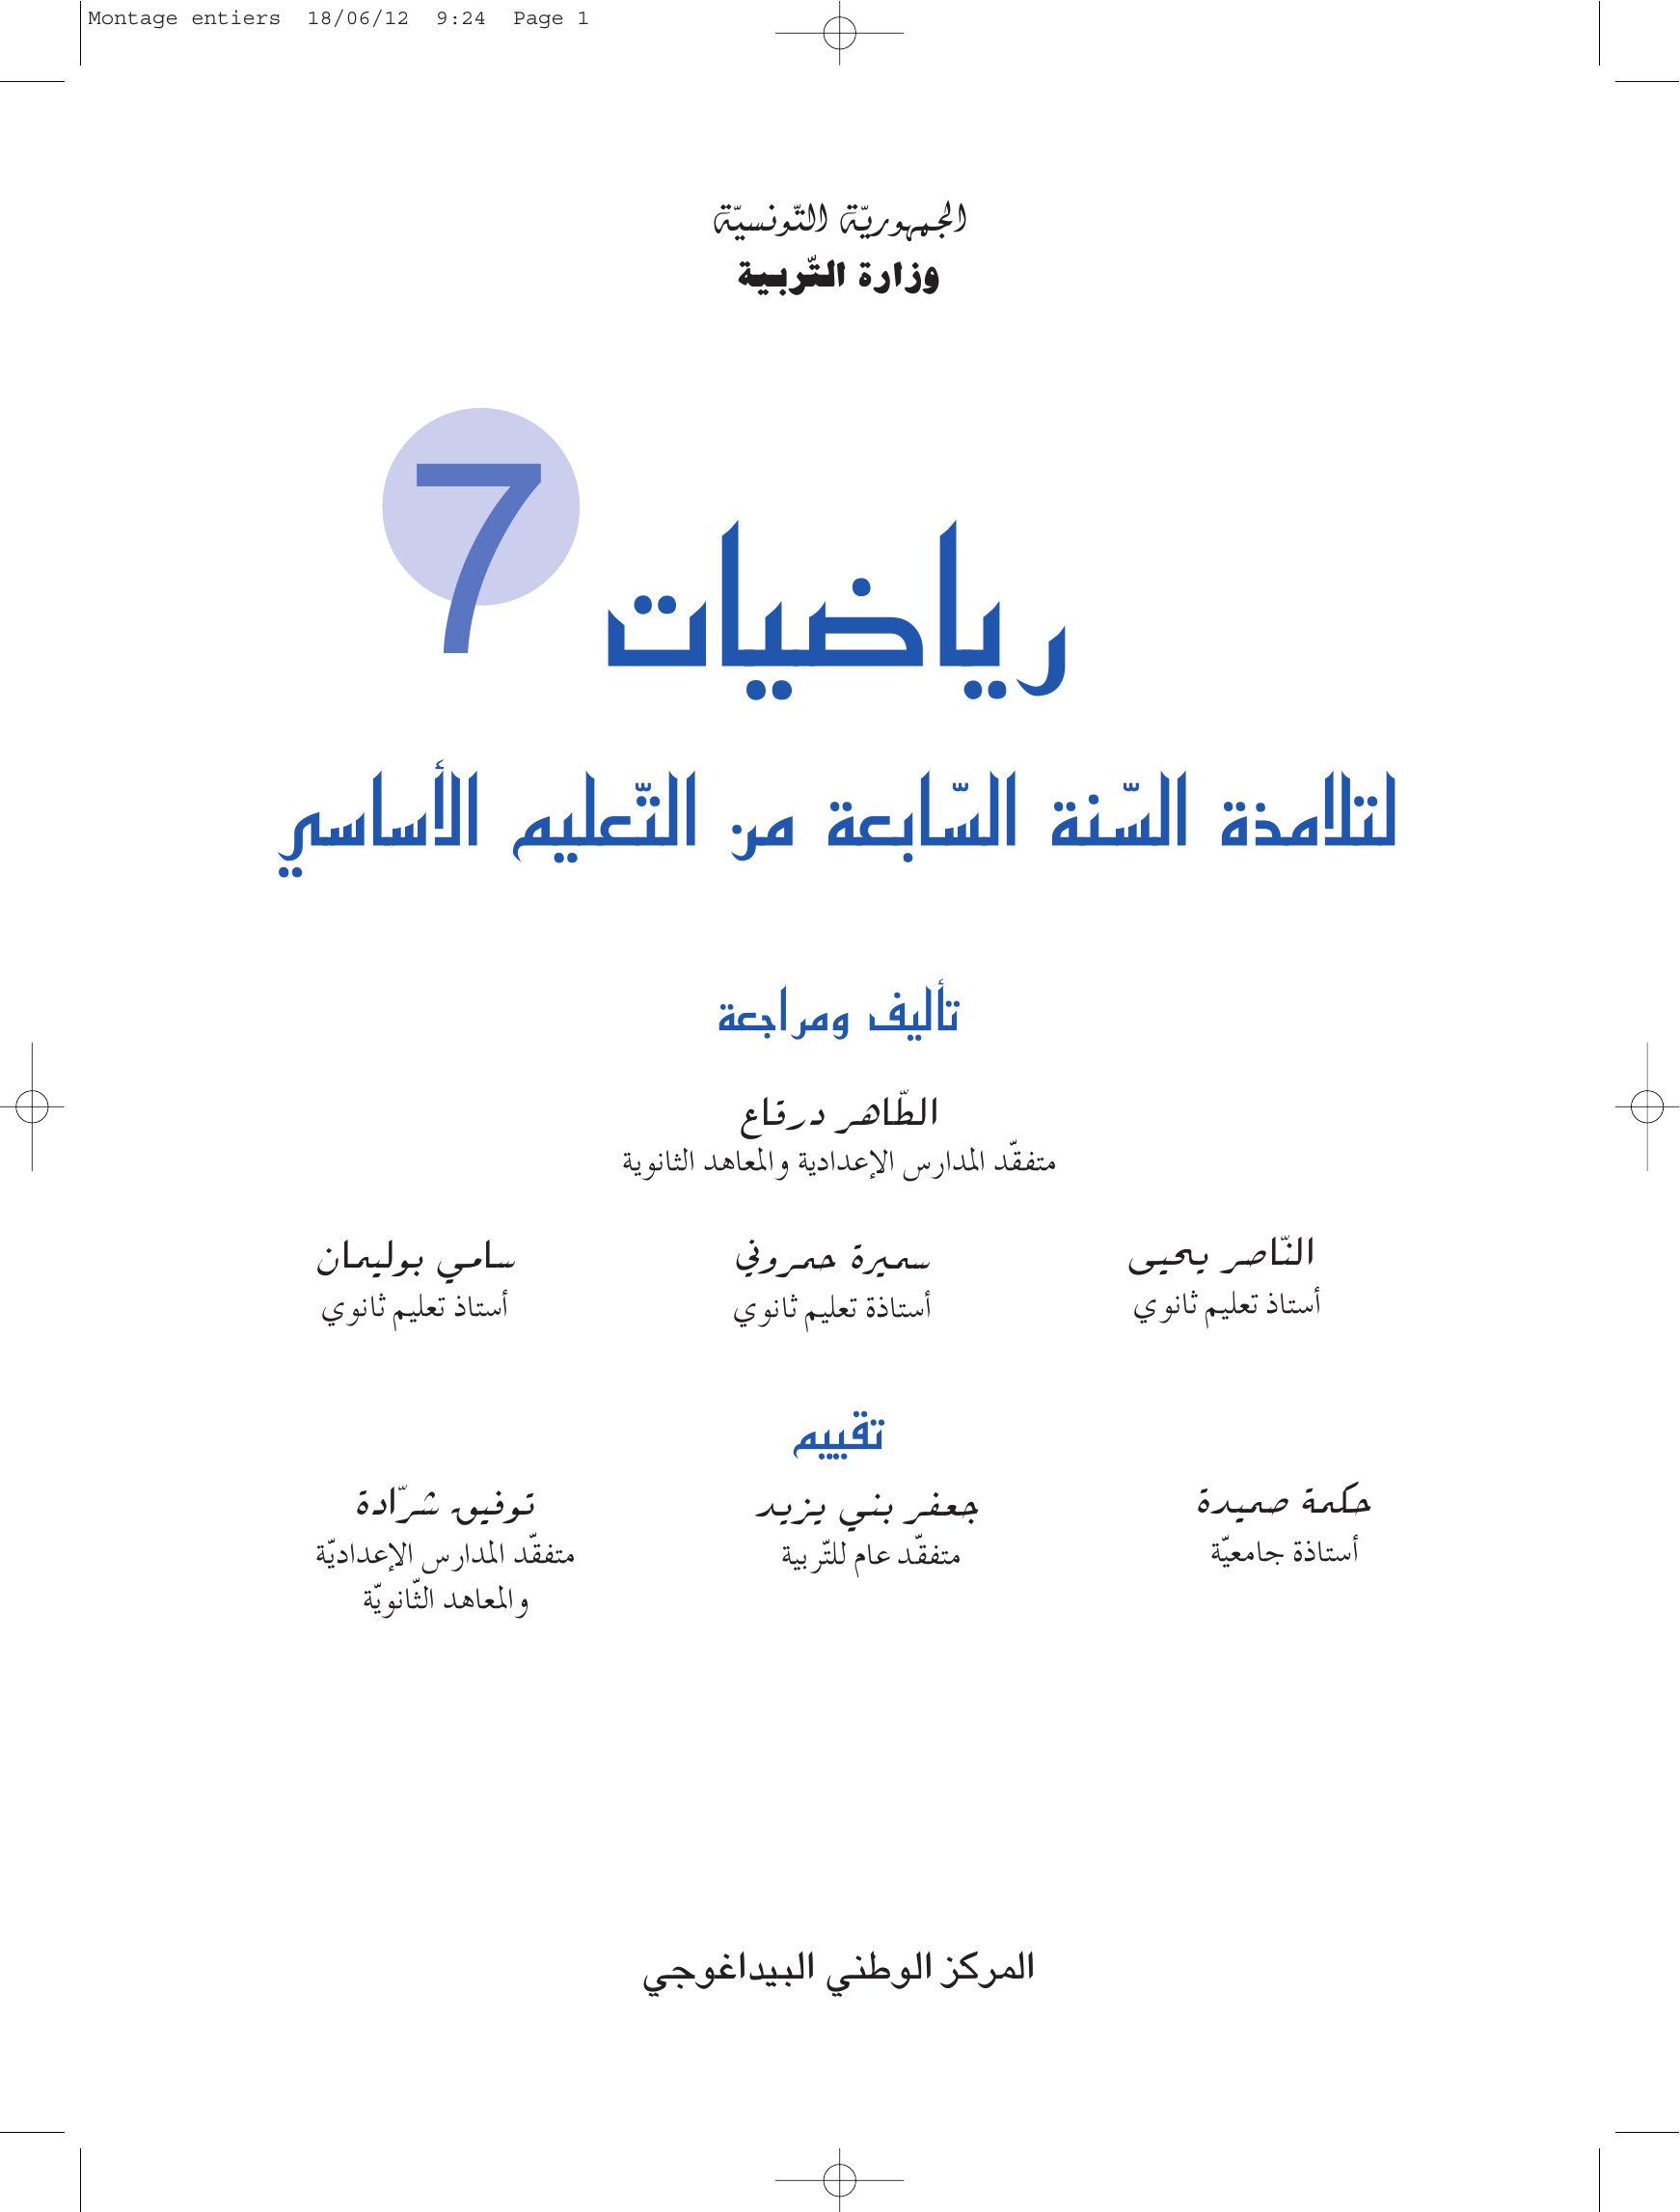 Montage entiers 18/06/12 9:24 Page 1
الجمهوريّة التّونسيّة
وزارة التّربية
رياضيات 7
لتلامذة السّنة السّابعة من التّعليم الأساسي
تأليف ومراجعة
الطّاهر درقاع
متفقّد المدارس الإعدادية والمعاهد الثانوية
النّاصر يحيى سميرة حمروني سامي بوليمان
أستاذ تعليم ثانوي أستاذة تعليم ثانوي أستاذ تعليم ثانوي
تقييم
حكمة صميدة جعفر بني يزيد توفيق شرّادة
أستاذة جامعيّة متفقّد عام للتّربية متفقّد المدارس الإعداديّة
والمعاهد الثّانويّة
المركز الوطني البيداغوجي